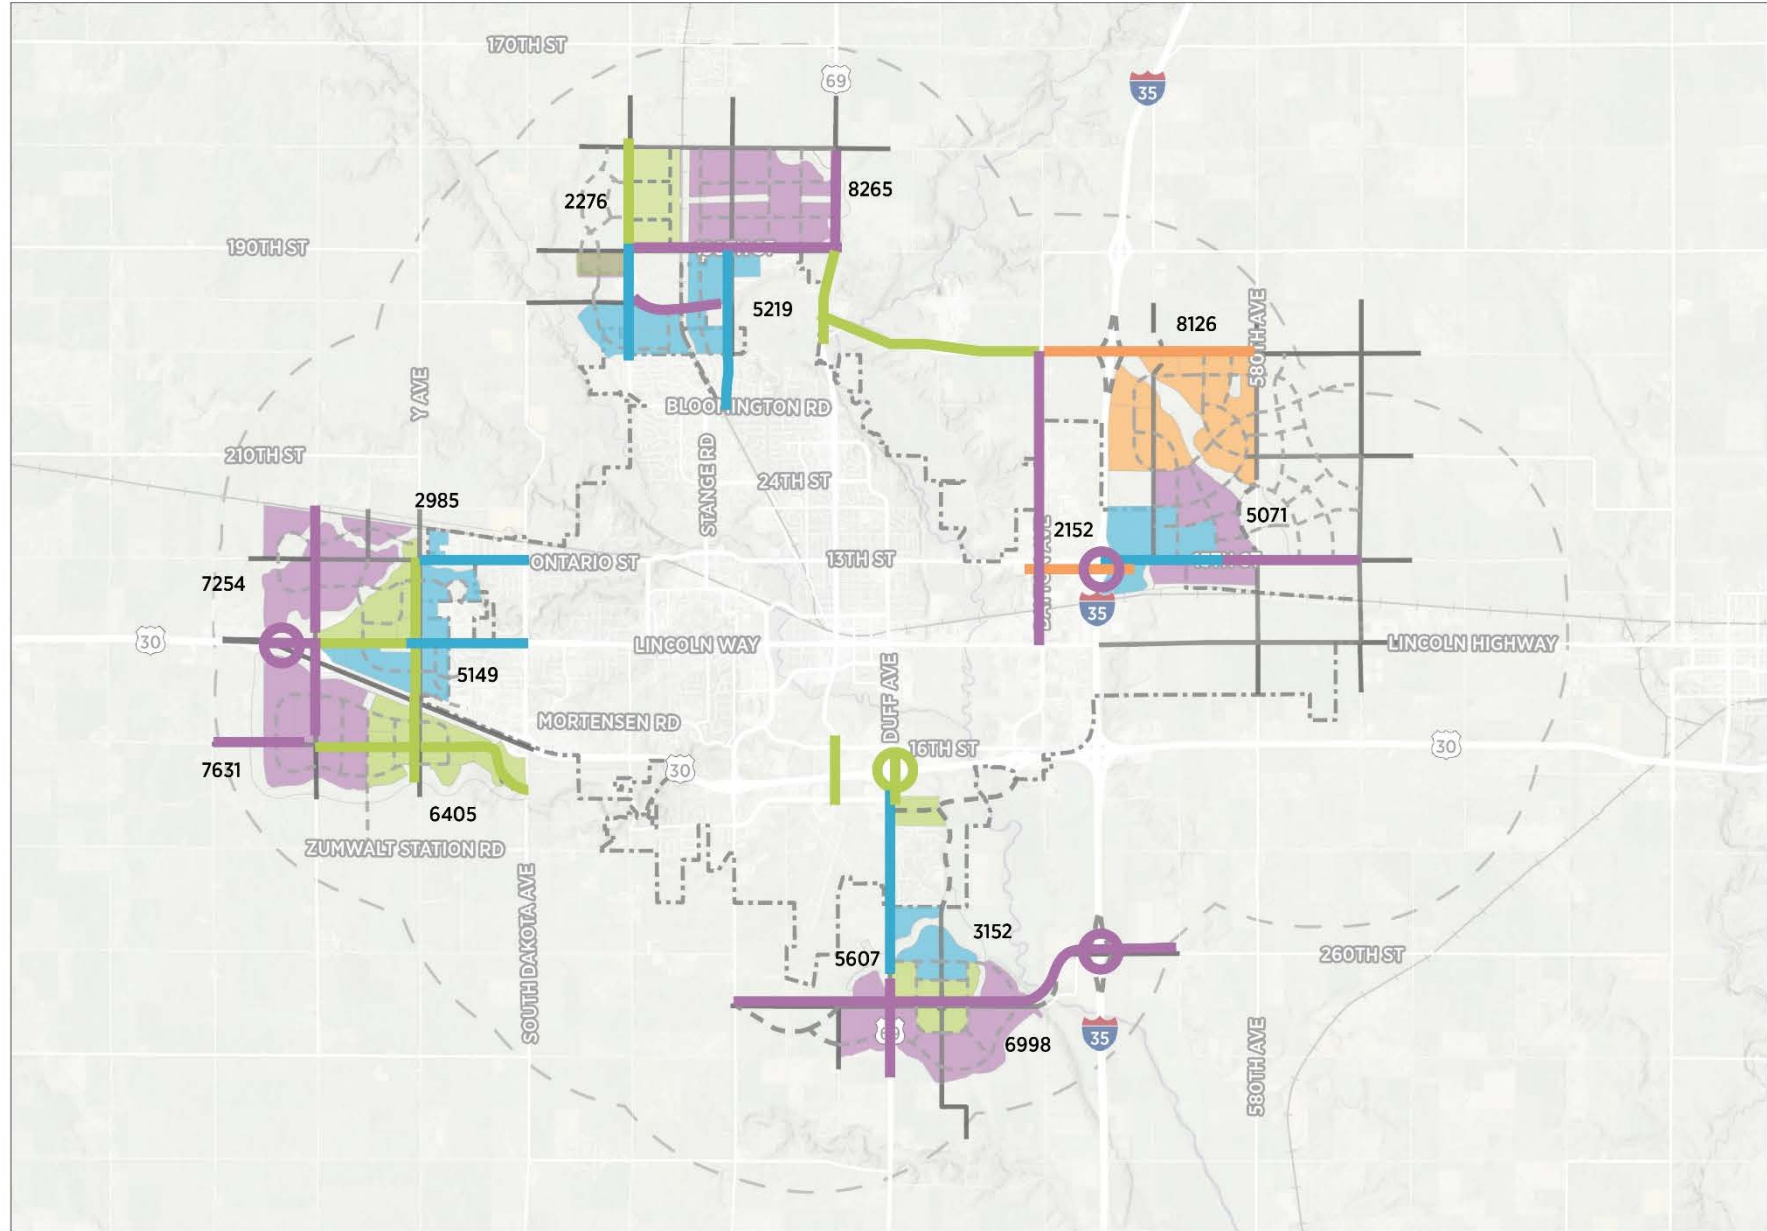 170TH ST
69
35
2276
8265
190TH ST
5219
8126
580TH AVE
Y AVE
BLOOMINGTON RD
210TH ST
STANGE RD
24TH ST
2985
5071
2152
ONTARIO ST
13TH ST
13TH ST
7254
35
30
LINCOLN WAY
LINCOLN HIGHWAY
5149
DUFF AVE
MORTENSEN RD
16TH ST
30
30
7631
6405
ZUMWALT STATION RD
SOUTH DAKOTA AVE
3152
5607
260TH ST
69
35
6998
580TH AVE